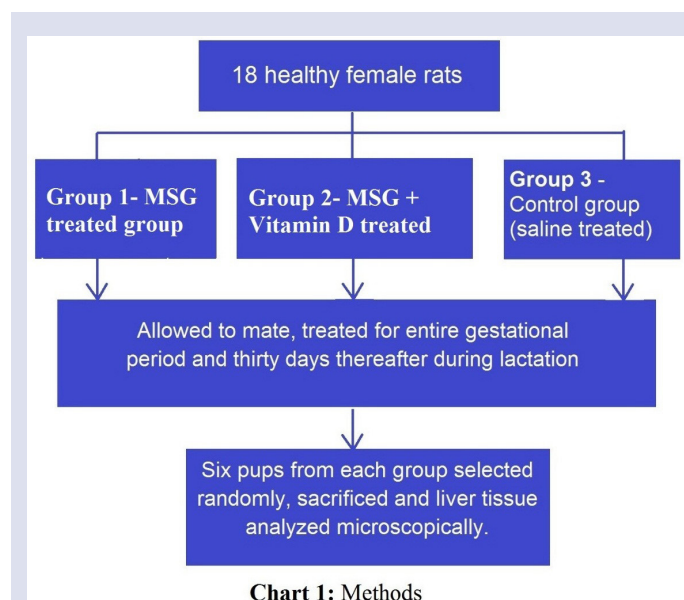 18 healthy female rats
Group 1- MSG
treated group
Group 2- MSG +
Vitamin D treated
Group 3 -
Control group
(saline treated)
Allowed to mate, treated for entire gestational
period and thirty days thereafter during lactation
Six pups from each group selected
randomly, sacrificed and liver tissue
analyzed microscopically.
Chart 1: Methods